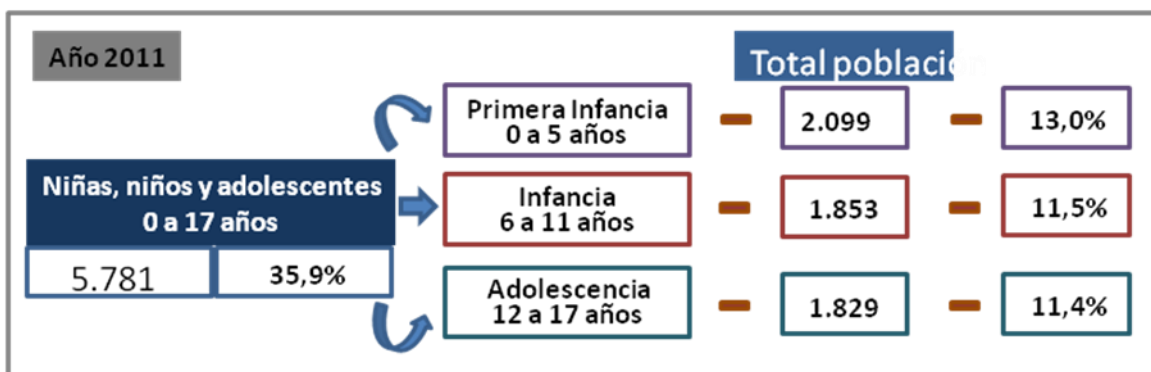 Año 2011
Total població
Primera Infancia
0 a 5 años
2.099
13,0%
Niñas, niños y adolescentes
0 a 17 años
5.781
35,9%
Infancia
6 a 11 años
1.853
11,5%
Adolescencia
12 a 17 años
1.829
11,4%